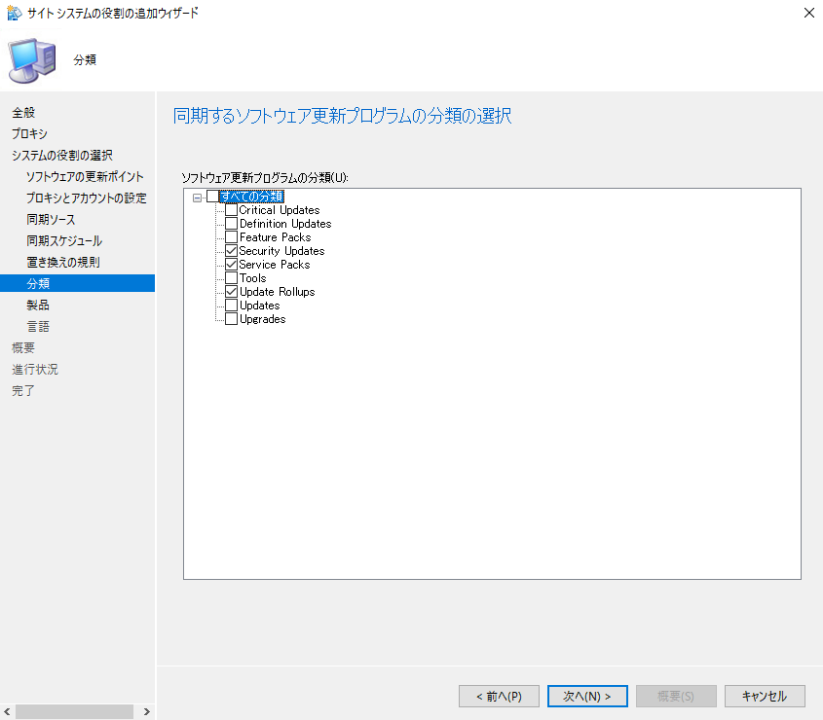 サイト システムの役割の追加ウィザード
分類
全般
プロキシ
システムの役割の選択
ソフトウェアの更新ポイント
プロキシとアカウントの設定
同期ソース
同期スケジュール
置き換えの規則
分類
製品
言語
概要
進行状況
完了
同期するソフトウェア更新プログラムの分類の選択
ソフトウェア更新プログラムの分類(U):
すべての分類
Critical Updates
Definition Updates
Feature Packs
Security Updates
Service Packs
Tools
Update Rollups
Updates
Upgrades
< 前へ(P)
次へ(N) >
概要(S)
キャンセル